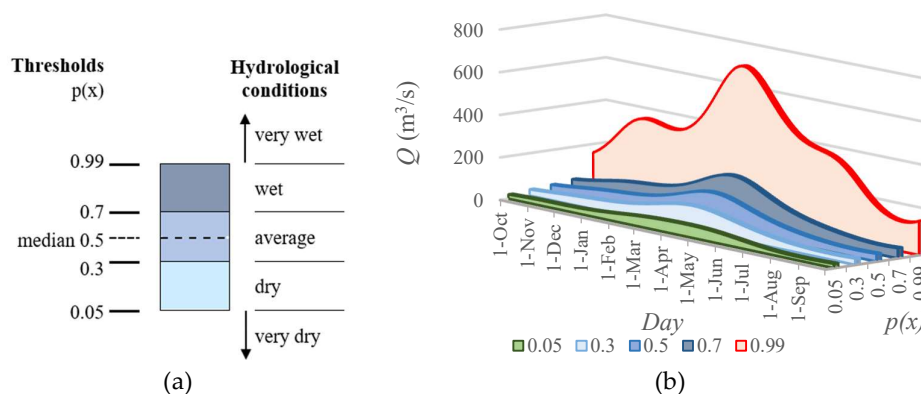 Thresholds
p(x)
Hydrological
conditions
very wet
0.99
wet
0.7
median 0.5
average
0.3
dry
0.05
very dry
(a)
Q (m³/s)
800
600
400
200
0
1-Oct
1-Nov
1-Dec
1-Jan
1-Feb
1-Mar
1-Apr
1-May
1-Jun
1-Jul
1-Aug
1-Sep
0.05
0.3
0.5
0.7
0.99
Day
p(x)
0.05 0.3 0.5 0.7 0.99
(b)